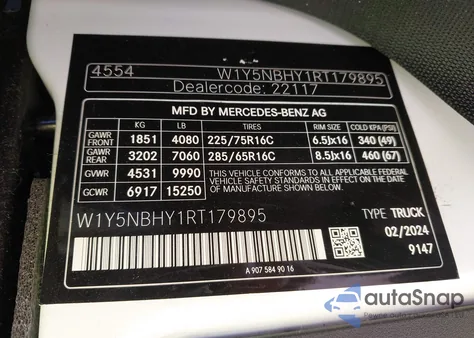 4554 W1Y5NBHY1RT179895
Dealercode: 22117
MFD BY MERCEDES-BENZ AG
KG LB TIRES RIM SIZE COLD KPA(PSI)
GAWR FRONT 1851 4080 225/75R16C 6.5Jx16 340 (49)
GAWR REAR 3202 7060 285/65R16C 8.5Jx16 460 (67)
GVWR 4531 9990 THIS VEHICLE CONFORMS TO ALL APPLICABLE FEDERAL MOTOR
VEHICLE SAFETY STANDARDS IN EFFECT ON THE DATE
GCWR 6917 15250 OF MANUFACTURE SHOWN BELOW.
W1Y5NBHY1RT179895 TYPE TRUCK
02/2024
9147
A 907 584 90 16
autaSnap